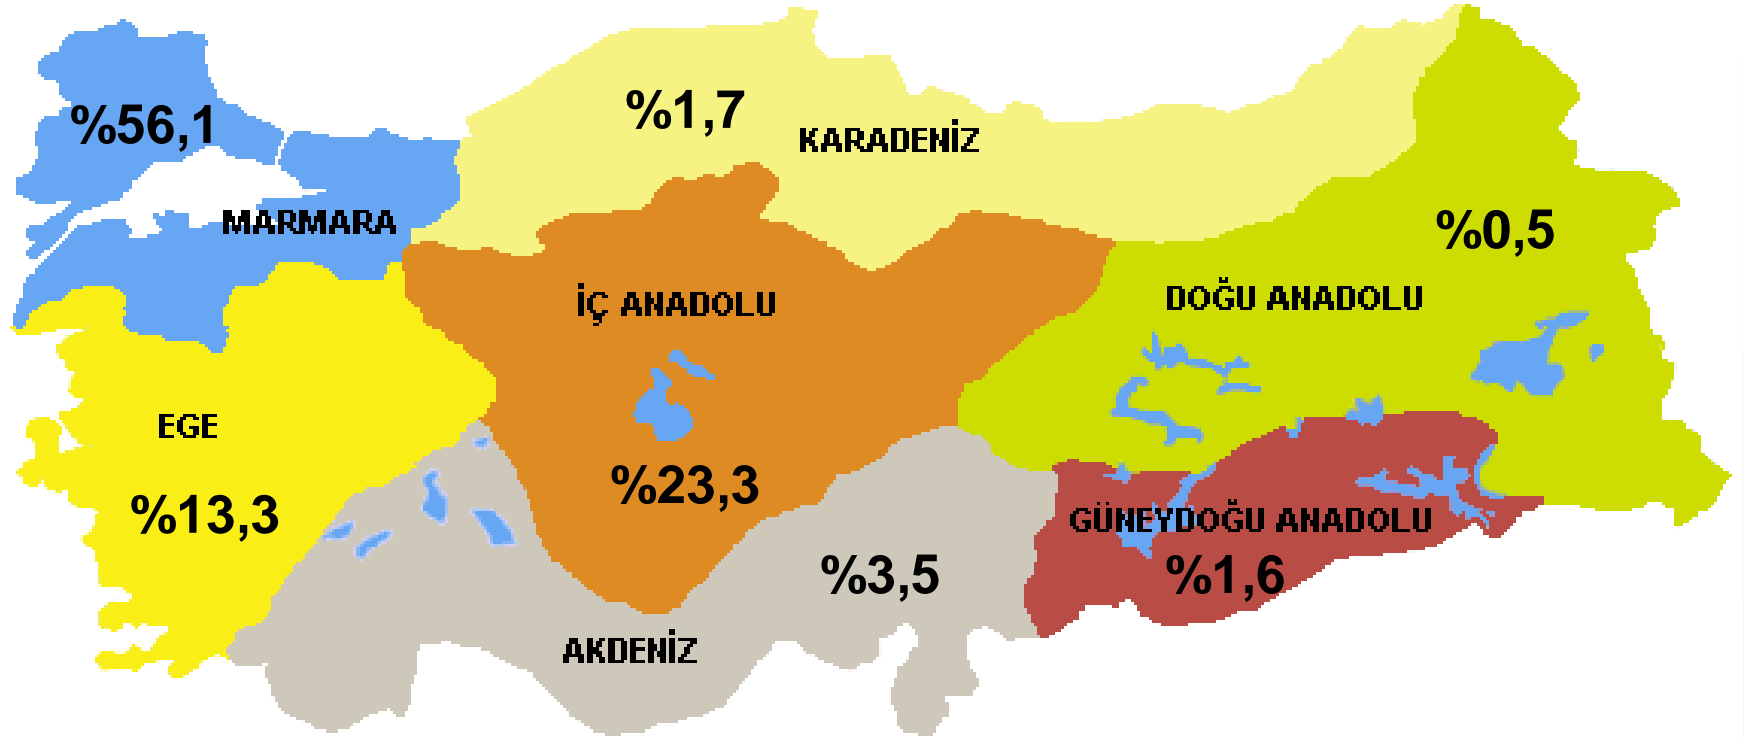 %56,1
%1,7
KARADENİZ
MARMARA
%0,5
İÇ ANADOLU
DOĞU ANADOLU
EGE
%23,3
%13,3
GÜNEYDOĞU ANADOLU
%3,5
%1,6
AKDENİZ